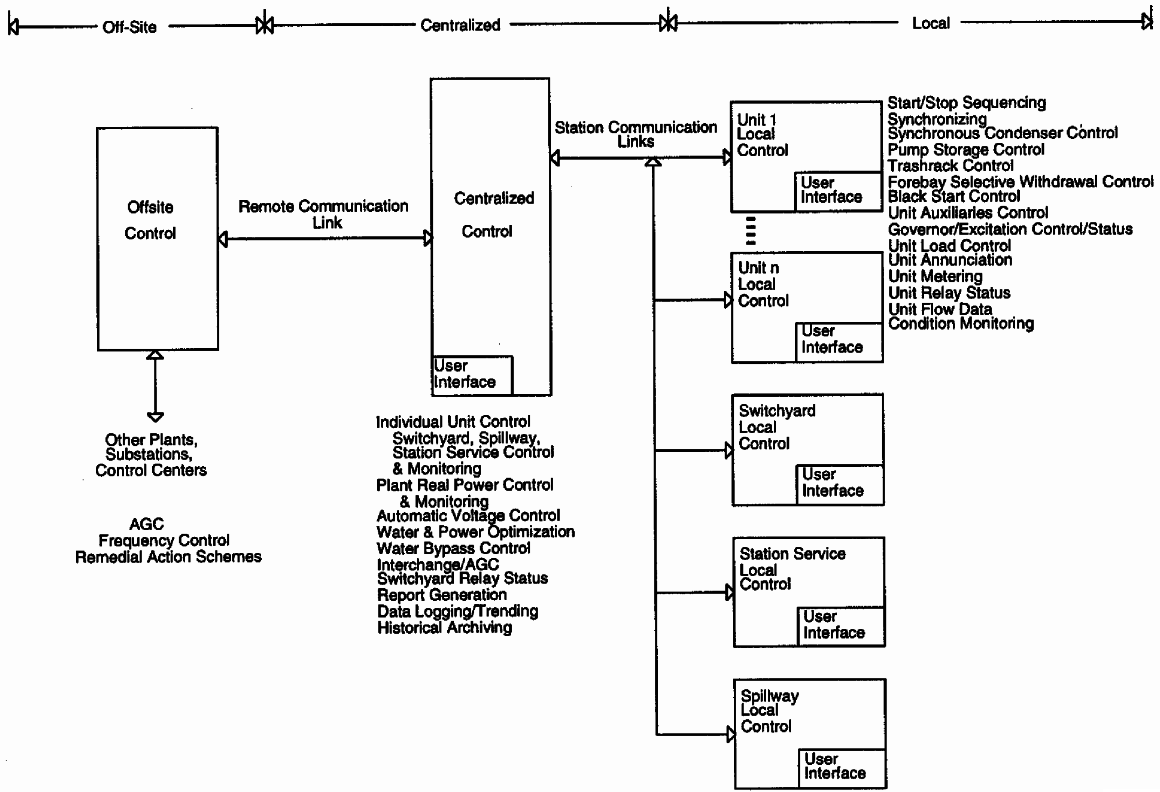 Off-Site
Centralized
Local
Offsite
Control
Remote Communication
Link
Other Plants,
Substations,
Control Centers
AGC
Frequency Control
Remedial Action Schemes
Centralized
Control
User
Interface
Individual Unit Control
Switchyard, Spillway,
Station Service Control
& Monitoring
Plant Real Power Control
& Monitoring
Automatic Voltage Control
Water & Power Optimization
Water Bypass Control
Interchange/AGC
Switchyard Relay Status
Report Generation
Data Logging/Trending
Historical Archiving
Station Communication
Links
Unit 1
Local
Control
User
Interface
Start/Stop Sequencing
Synchronizing
Synchronous Condenser Control
Pump Storage Control
Trashrack Control
Forebay Selective Withdrawal Control
Black Start Control
Unit Auxiliaries Control
Governor/Excitation Control/Status
Unit Load Control
Unit Annunciation
Unit Metering
Unit Relay Status
Unit Flow Data
Condition Monitoring
Unit n
Local
Control
User
Interface
Switchyard
Local
Control
User
Interface
Station Service
Local
Control
User
Interface
Spillway
Local
Control
User
Interface